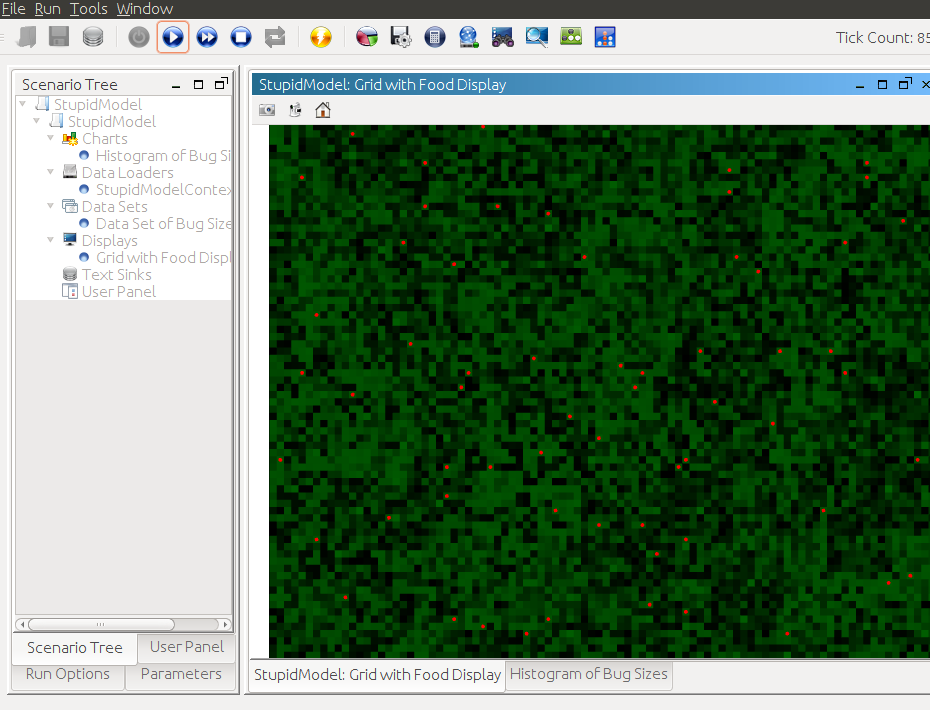 File Run Tools Window
Tick Count: 85
Scenario Tree
StupidModel
StupidModel
Charts
Histogram of Bug Si
Data Loaders
StupidModelContex
Data Sets
Data Set of Bug Size
Displays
Grid with Food Displ
Text Sinks
User Panel
Scenario Tree User Panel
Run Options Parameters
StupidModel: Grid with Food Display
StupidModel: Grid with Food Display Histogram of Bug Sizes